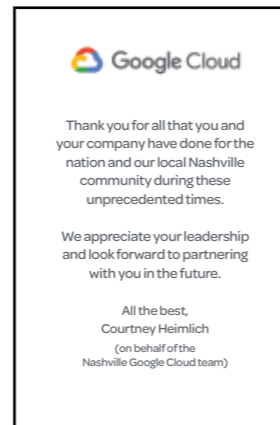 Google Cloud
Thank you for all that you and
your company have done for the
nation and our local Nashville
community during these
unprecedented times.
We appreciate your leadership
and look forward to partnering
with you in the future.
All the best,
Courtney Heimlich
(on behalf of the
Nashville Google Cloud team)